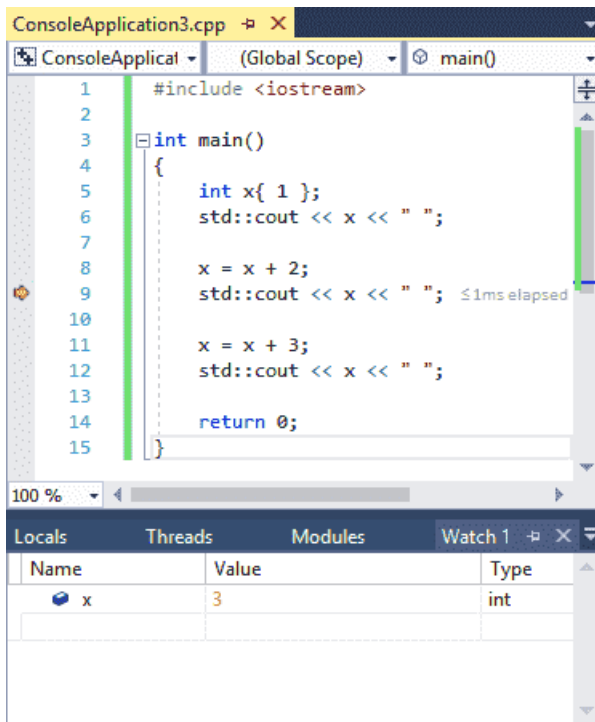 ConsoleApplication3.cpp
ConsoleApplicat (Global Scope) main()
1 #include <iostream>
2
3 int main()
4 {
5 int x{ 1 };
6 std::cout << x << " ";
7
8 x = x + 2;
9 std::cout << x << " "; ≤1ms elapsed
10
11 x = x + 3;
12 std::cout << x << " ";
13
14 return 0;
15 }
100 %
Locals Threads Modules Watch 1
Name Value Type
x 3 int